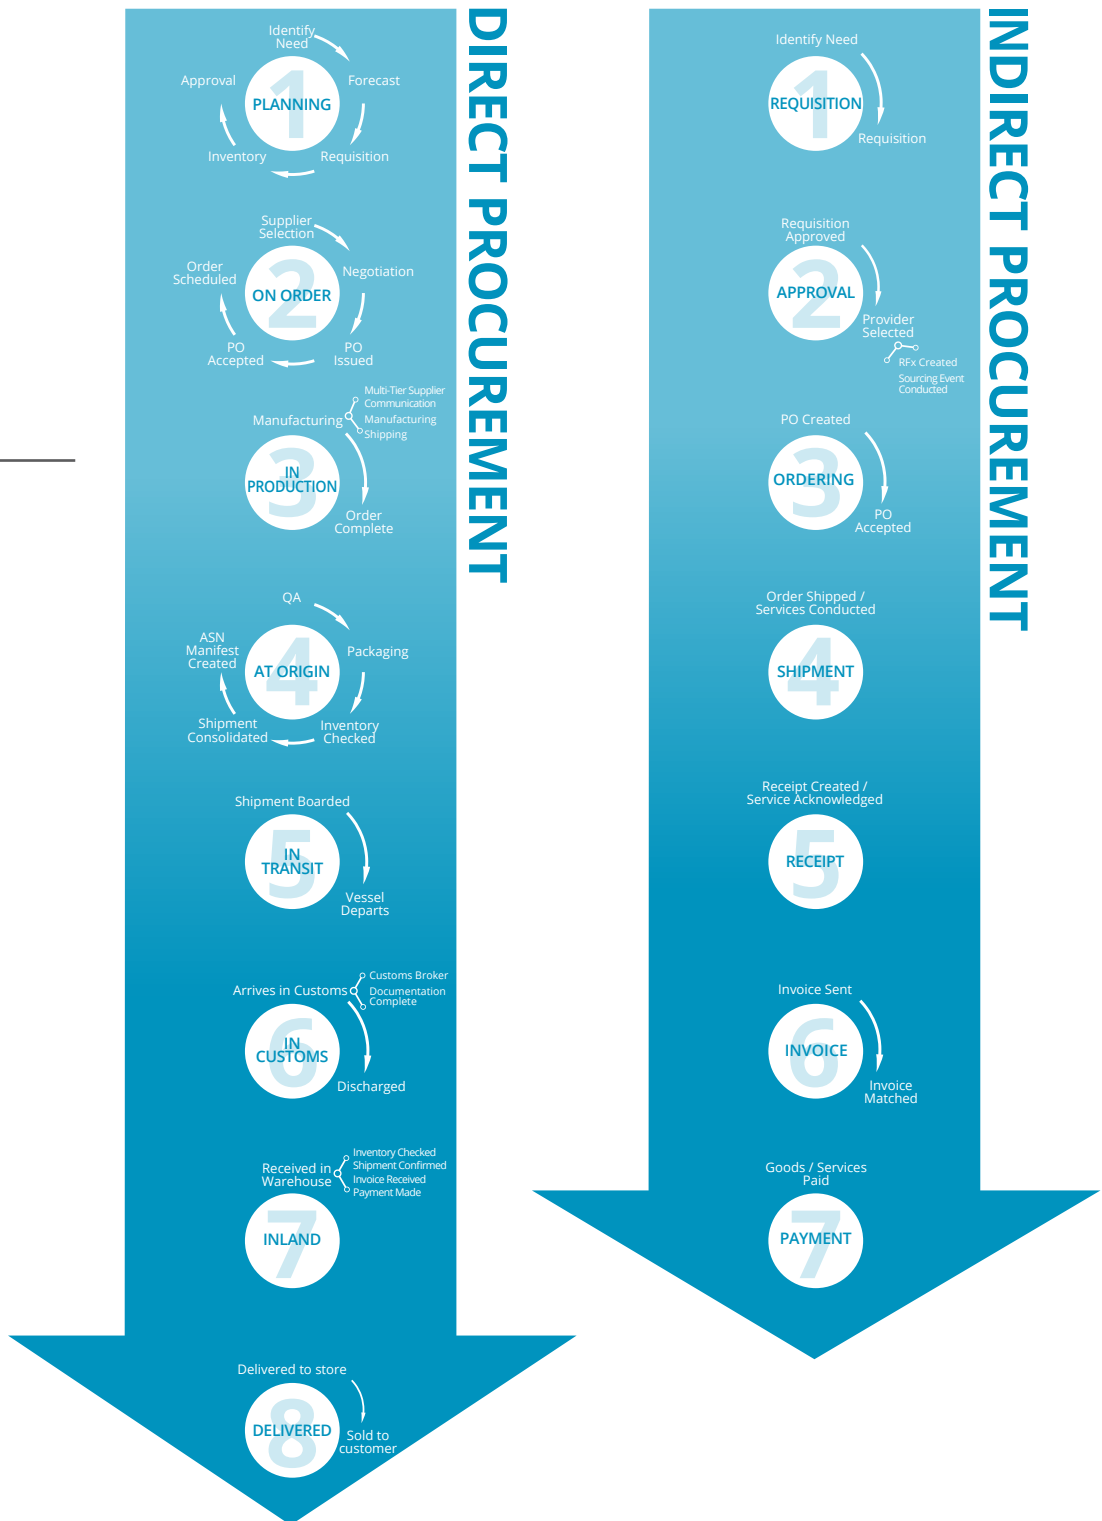 DIRECT PROCUREMENT
Identify
Need
Forecast
Requisition
Inventory
Approval
1
PLANNING
Supplier
Selection
Negotiation
PO
Issued
PO
Accepted
Order
Scheduled
2
ON ORDER
Manufacturing
Multi-Tier Supplier
Communication
Manufacturing
Shipping
3
IN
PRODUCTION
Order
Complete
QA
Packaging
Inventory
Checked
Shipment
Consolidated
ASN
Manifest
Created
4
AT ORIGIN
Shipment Boarded
5
IN
TRANSIT
Vessel
Departs
Arrives in Customs
Customs Broker
Documentation
Complete
6
IN
CUSTOMS
Discharged
Received in
Warehouse
Inventory Checked
Shipment Confirmed
Invoice Received
Payment Made
7
INLAND
Delivered to store
8
DELIVERED
Sold to
customer
INDIRECT PROCUREMENT
Identify Need
1
REQUISITION
Requisition
Requisition
Approved
2
APPROVAL
Provider
Selected
RFx Created
Sourcing Event
Conducted
PO Created
3
ORDERING
PO
Accepted
Order Shipped /
Services Conducted
4
SHIPMENT
Receipt Created /
Service Acknowledged
5
RECEIPT
Invoice Sent
6
INVOICE
Invoice
Matched
Goods / Services
Paid
7
PAYMENT